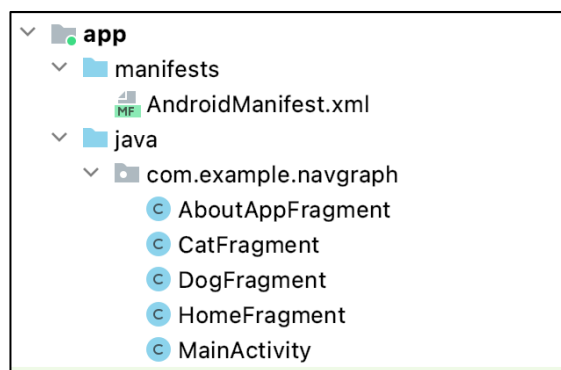 app
manifests
MF AndroidManifest.xml
java
com.example.navgraph
C AboutAppFragment
C CatFragment
C DogFragment
C HomeFragment
C MainActivity